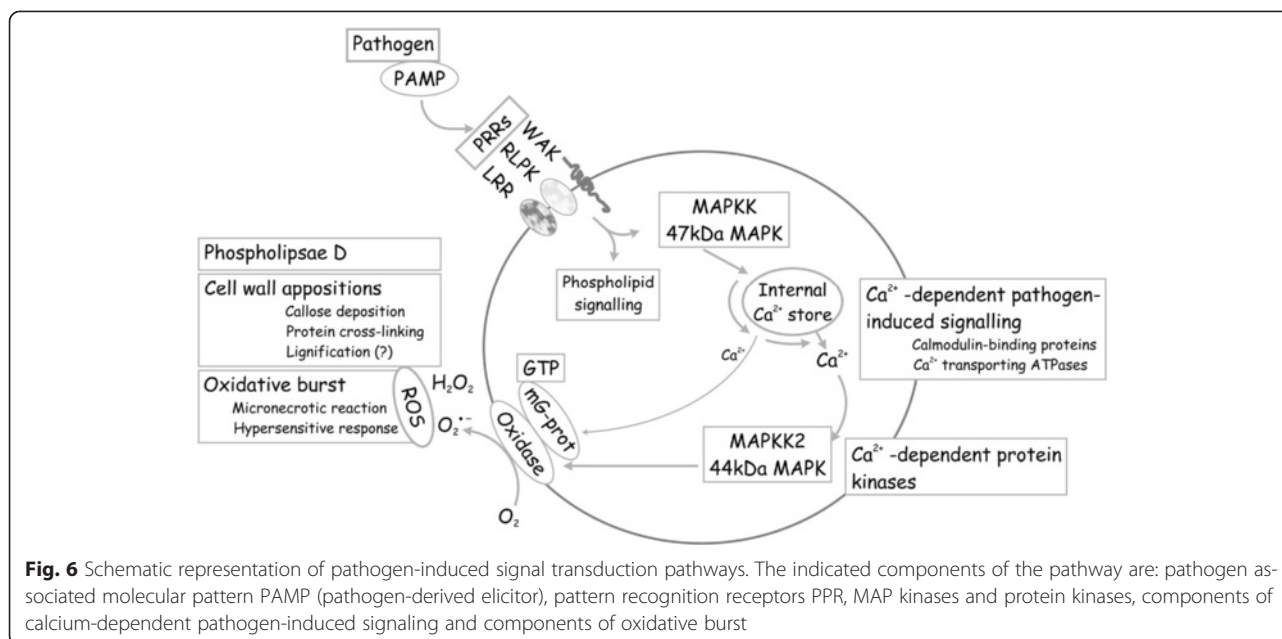 Pathogen
PAMP
PRRs
WAK
RLPK
LRR
MAPKK
47kDa MAPK
Phospholipid
signalling
Internal
Ca²⁺ store
Ca²⁺
Ca²⁺
Phospholipsae D
Cell wall appositions
Callose deposition
Protein cross-linking
Lignification (?)
Oxidative burst
Micronecrotic reaction
Hypersensitive response
ROS
H₂O₂
O₂•−
O₂
GTP
mG-prot
Oxidase
MAPKK2
44kDa MAPK
Ca²⁺ -dependent pathogen-
induced signalling
Calmodulin-binding proteins
Ca²⁺ transporting ATPases
Ca²⁺ -dependent protein
kinases
Fig. 6 Schematic representation of pathogen-induced signal transduction pathways. The indicated components of the pathway are: pathogen as-
sociated molecular pattern PAMP (pathogen-derived elicitor), pattern recognition receptors PPR, MAP kinases and protein kinases, components of
calcium-dependent pathogen-induced signaling and components of oxidative burst